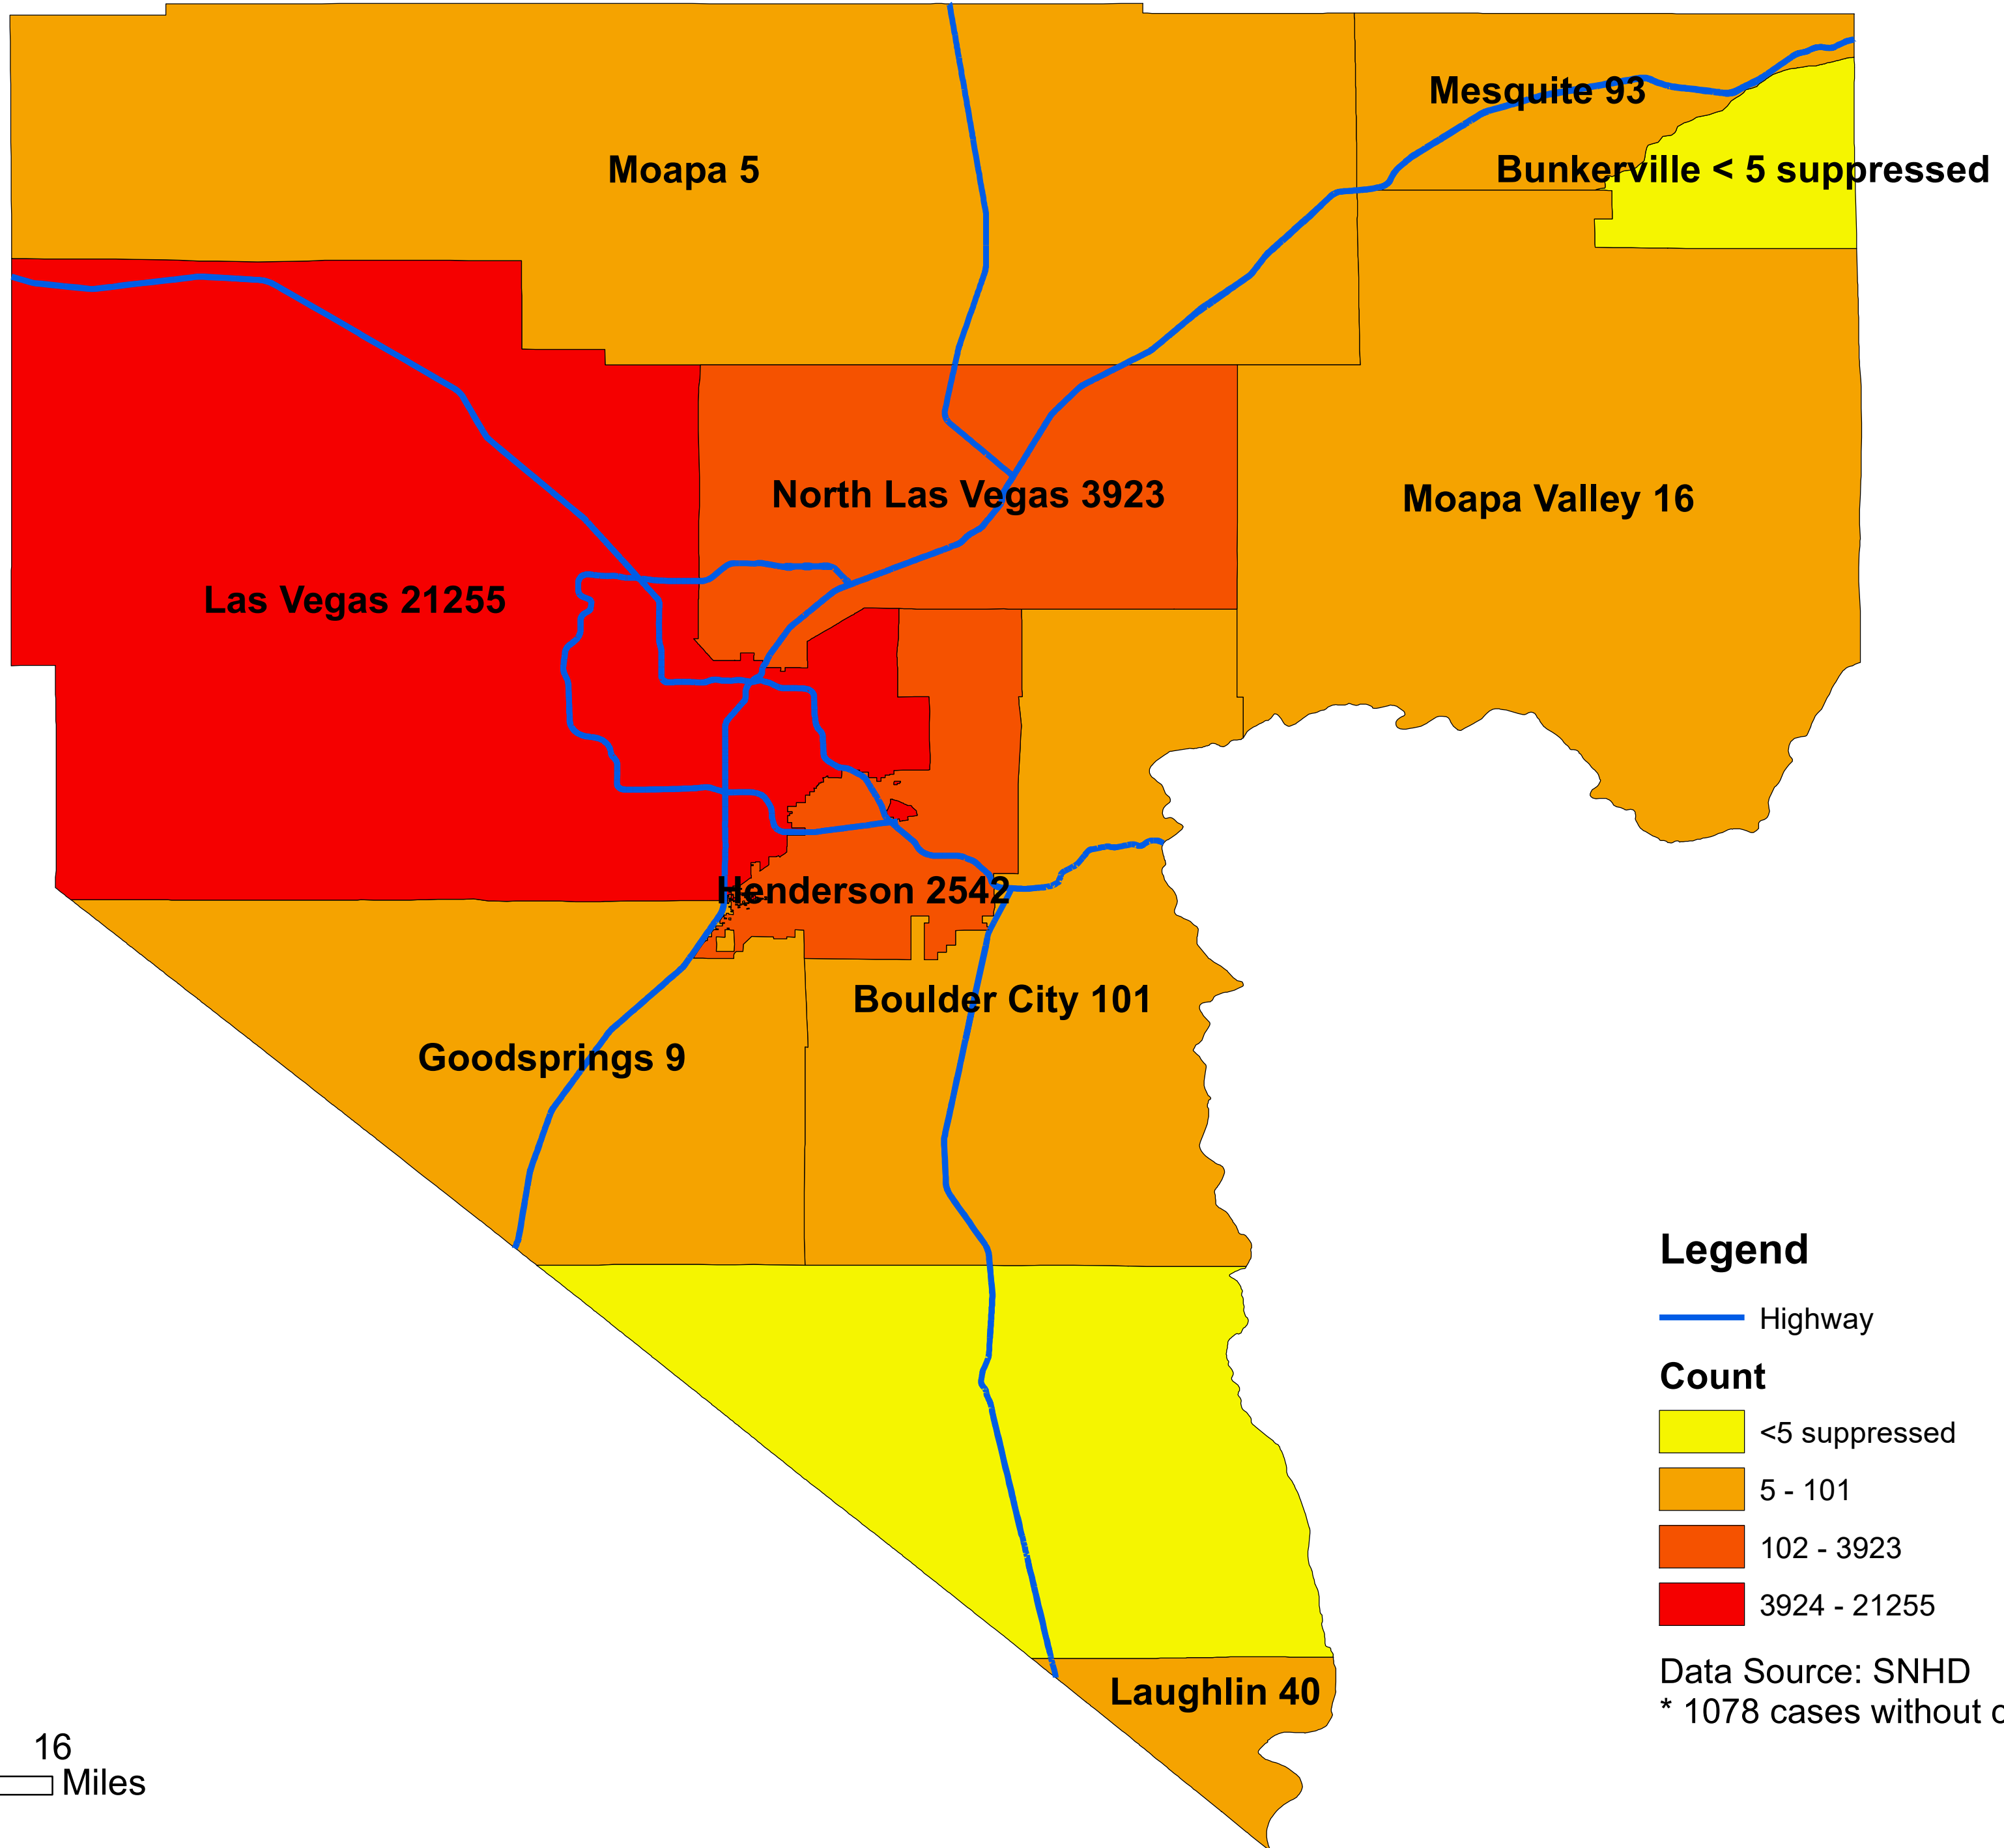 Mesquite 93
Moapa 5
Bunkerville < 5 suppressed
North Las Vegas 3923
Moapa Valley 16
Las Vegas 21255
Henderson 2542
Boulder City 101
Goodsprings 9
Laughlin 40
Legend
Highway
Count
<5 suppressed
5 - 101
102 - 3923
3924 - 21255
Data Source: SNHD
* 1078 cases without
16
Miles